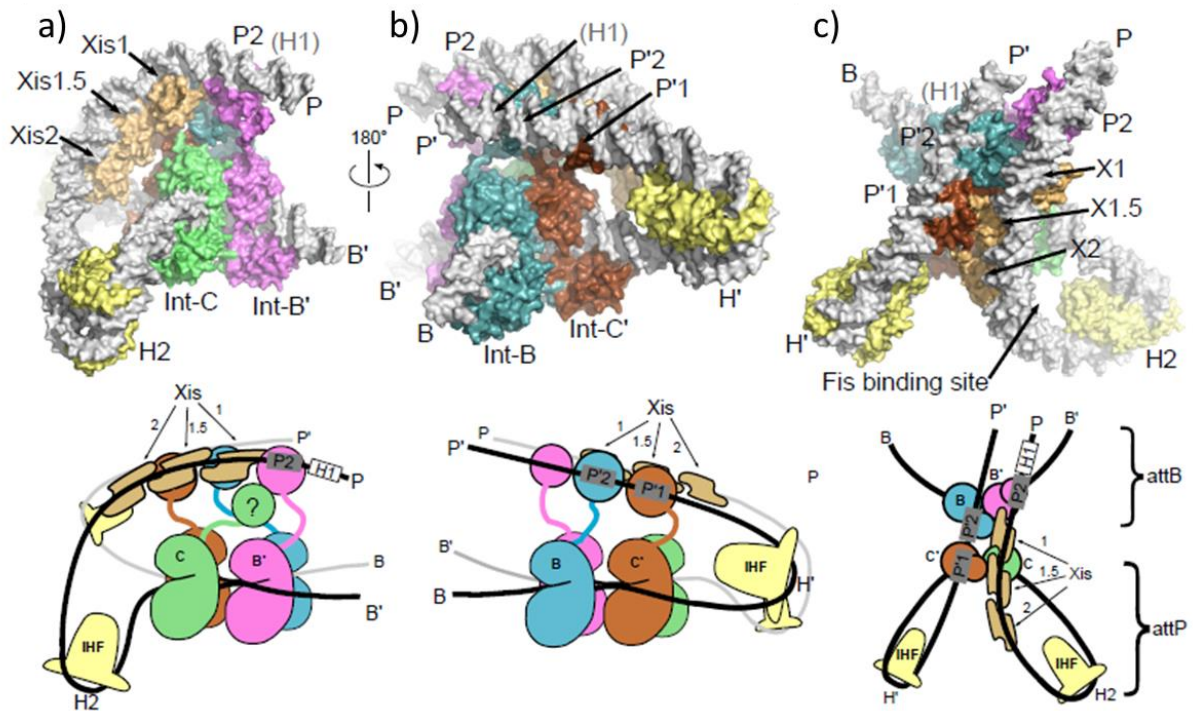 a)
Xis1
P2 (H1)
P
Xis1.5
Xis2
B'
Int-C
Int-B'
H2
180°
b)
(H1)
P2
P'2
P'1
P
P'
B'
B
Int-B
Int-C'
H'
c)
P
P'
B
(H1)
P2
P'2
X1
P'1
X1.5
X2
H'
H2
Fis binding site
Xis
2
1.5
1
P'
P2
H1
P
?
C
B'
B
B'
IHF
H2
Xis
1
1.5
2
P
P'
P'2
P'1
P
B'
B
B
C'
IHF
H'
P'
P
B'
B
H1
B'
P2
B
P'2
1
C'
P'1
C
1.5
Xis
2
IHF
IHF
H'
H2
attB
attP